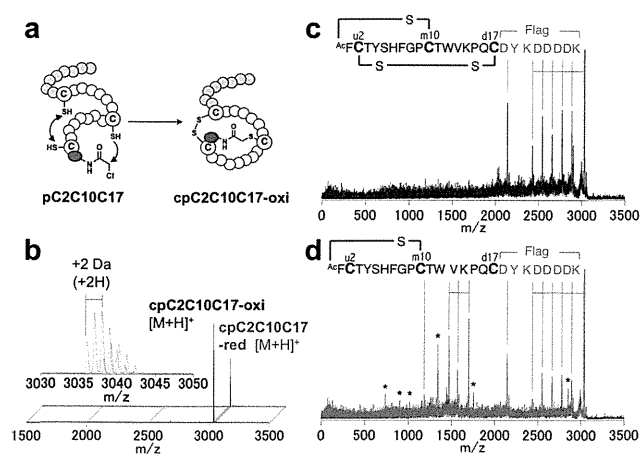 a
C
SH
C
HS
SH
C
NH
O
Cl
pC2C10C17
C
S
S
C
C
NH
O
S
cpC2C10C17-oxi
b
+2 Da
(+2H)
cpC2C10C17-oxi
[M+H]+
cpC2C10C17
-red [M+H]+
3030 3035 3040 3045 3050
m/z
1500 2000 2500 3000 3500
m/z
c
S
u2 m10 d17 Flag
AcFCTYSHFGPCTWVKPQCDYKDDDDK
S S
0 500 1000 1500 2000 2500 3000 3500
m/z
d
S
u2 m10 d17 Flag
AcFCTYSHFGPCTW VKPQCDYKDDDDK
* * * * * *
0 500 1000 1500 2000 2500 3000 3500
m/z